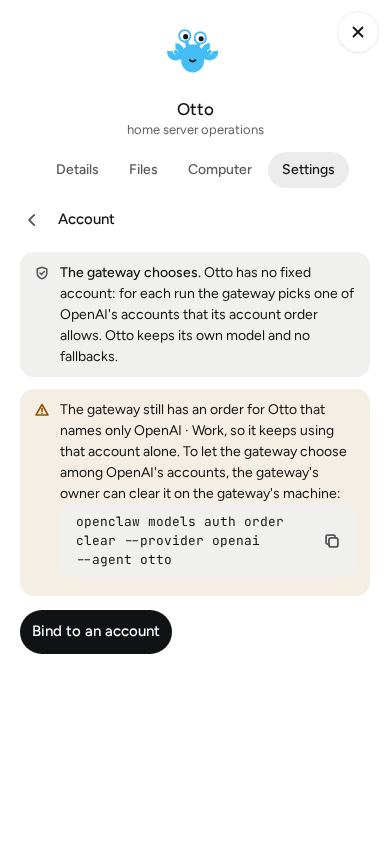 Otto
home server operations
Details
Files
Computer
Settings
Account
The gateway chooses. Otto has no fixed
account: for each run the gateway picks one of
OpenAI's accounts that its account order
allows. Otto keeps its own model and no
fallbacks.
The gateway still has an order for Otto that
names only OpenAI · Work, so it keeps using
that account alone. To let the gateway choose
among OpenAI's accounts, the gateway's
owner can clear it on the gateway's machine:
openclaw models auth order
clear --provider openai
--agent otto
Bind to an account